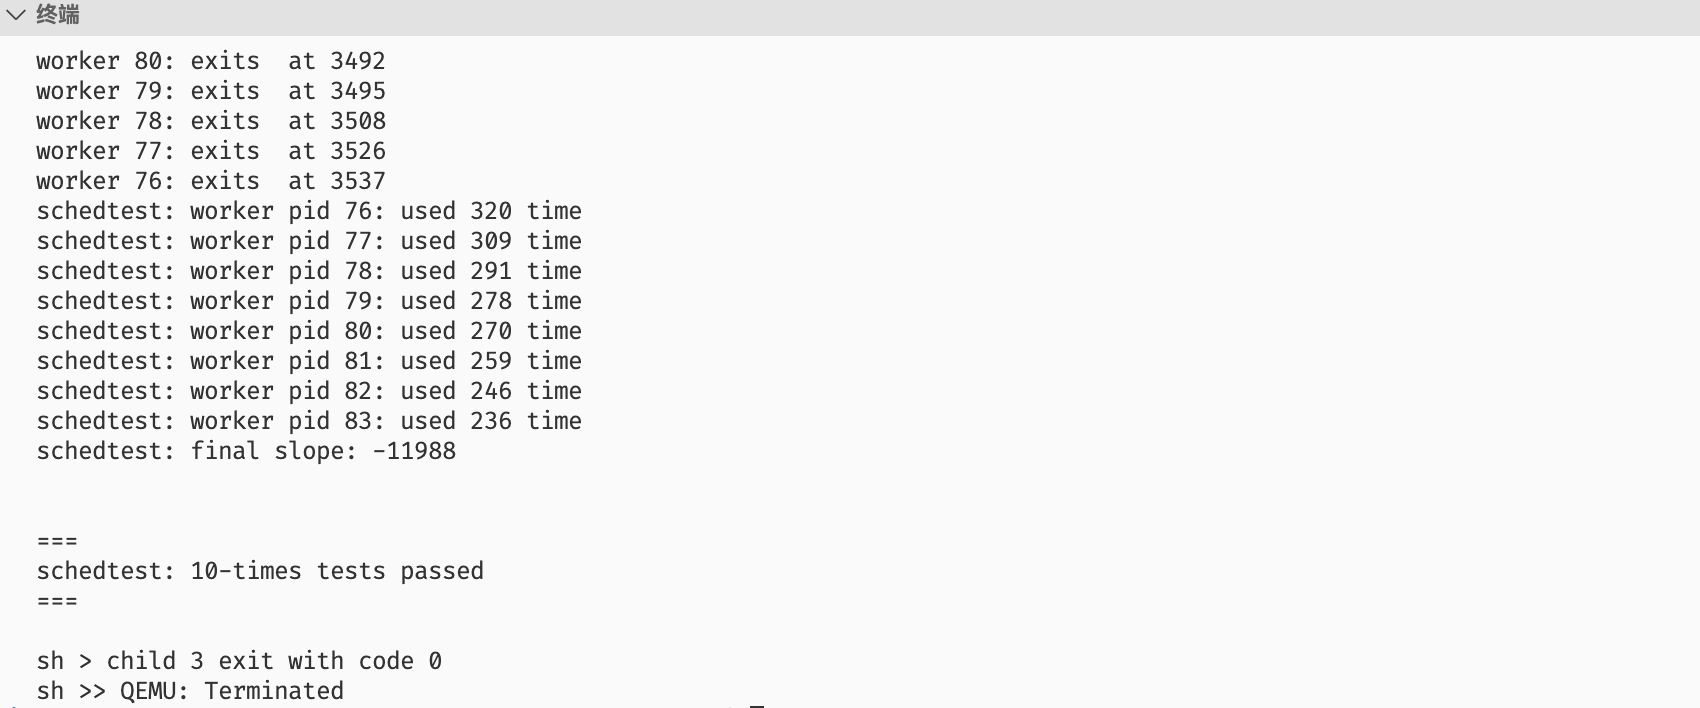 终端
worker 80: exits  at 3492
worker 79: exits  at 3495
worker 78: exits  at 3508
worker 77: exits  at 3526
worker 76: exits  at 3537
schedtest: worker pid 76: used 320 time
schedtest: worker pid 77: used 309 time
schedtest: worker pid 78: used 291 time
schedtest: worker pid 79: used 278 time
schedtest: worker pid 80: used 270 time
schedtest: worker pid 81: used 259 time
schedtest: worker pid 82: used 246 time
schedtest: worker pid 83: used 236 time
schedtest: final slope: -11988
===
schedtest: 10-times tests passed
===
sh > child 3 exit with code 0
sh >> QEMU: Terminated